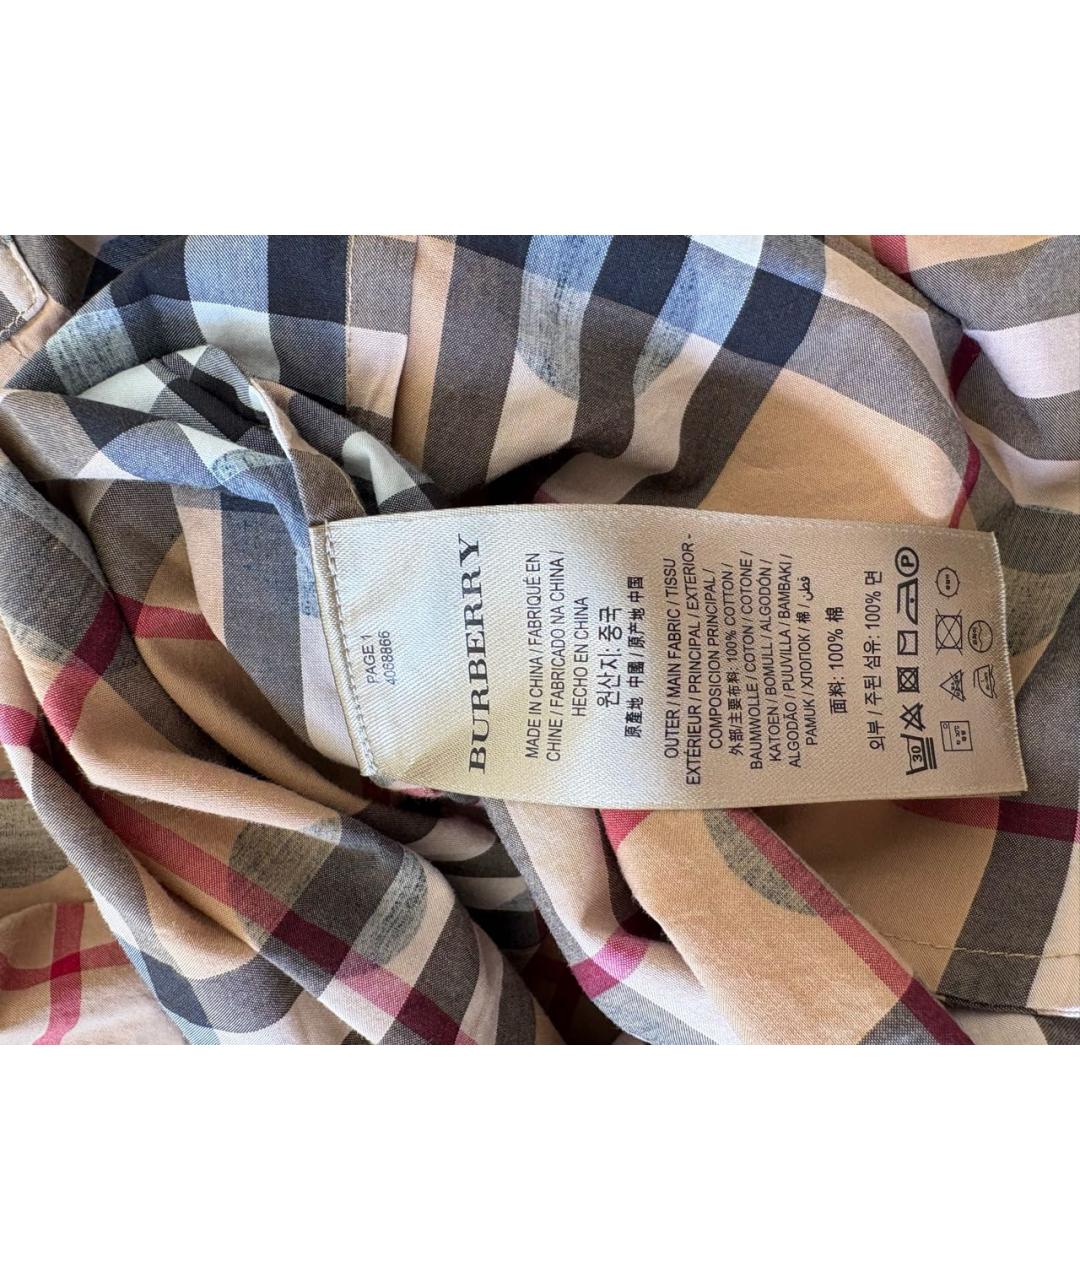 PAGE 1
4068866
BURBERRY
MADE IN CHINA / FABRIQUÉ EN
CHINE / FABRICADO NA CHINA /
HECHO EN CHINA
원산지: 중국
原產地 中國 / 原产地 中国
OUTER / MAIN FABRIC / TISSU
EXTÉRIEUR / PRINCIPAL / EXTERIOR -
COMPOSICION PRINCIPAL /
外部/主要布料: 100% COTTON /
BAUMWOLLE / COTON / COTONE /
KATOEN / BOMULL / ALGODÓN /
ALGODÃO / PUUVILLA / BAMBAKI /
PAMUK / ХЛОПОК / 棉 / قطن
面料: 100% 棉
외부 / 주된 섬유: 100% 면
30
P